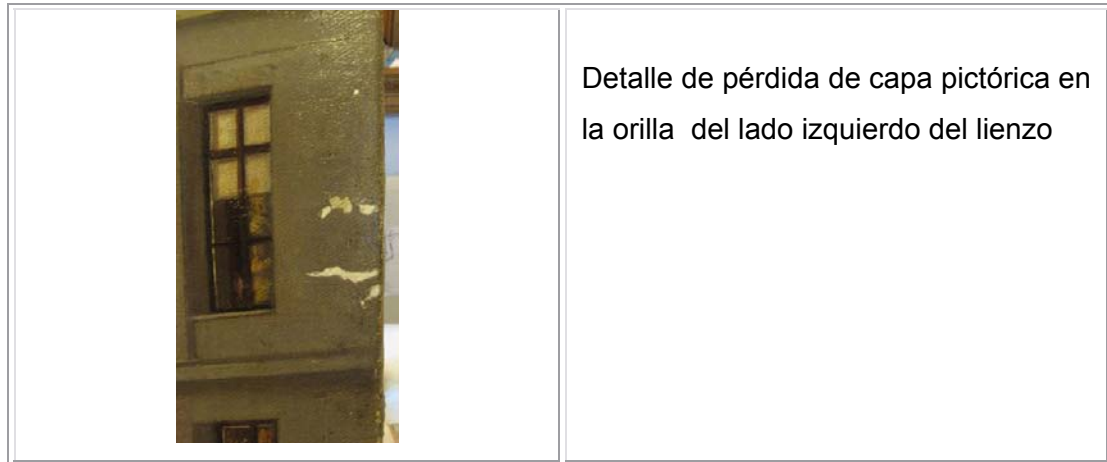 Detalle de pérdida de capa pictórica en
la orilla  del lado izquierdo del lienzo